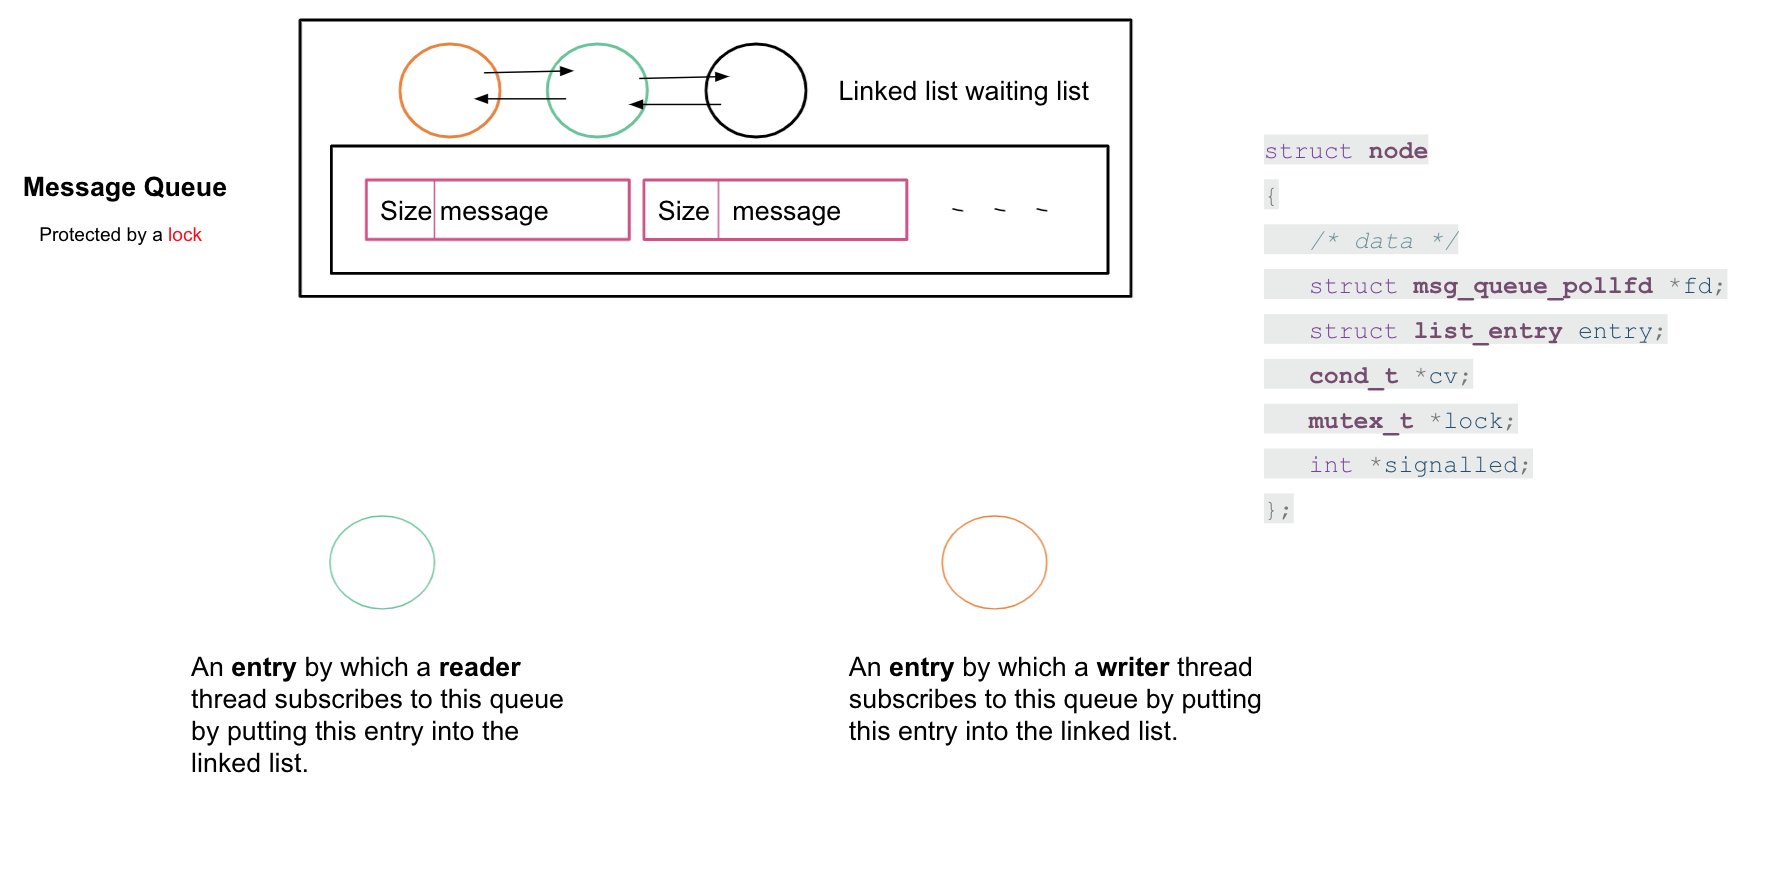 Linked list waiting list
Message Queue
Protected by a lock
Size message
Size message
struct node
{
/* data */
struct msg_queue_pollfd *fd;
struct list_entry entry;
cond_t *cv;
mutex_t *lock;
int *signalled;
};
An entry by which a reader
thread subscribes to this queue
by putting this entry into the
linked list.
An entry by which a writer thread
subscribes to this queue by putting
this entry into the linked list.